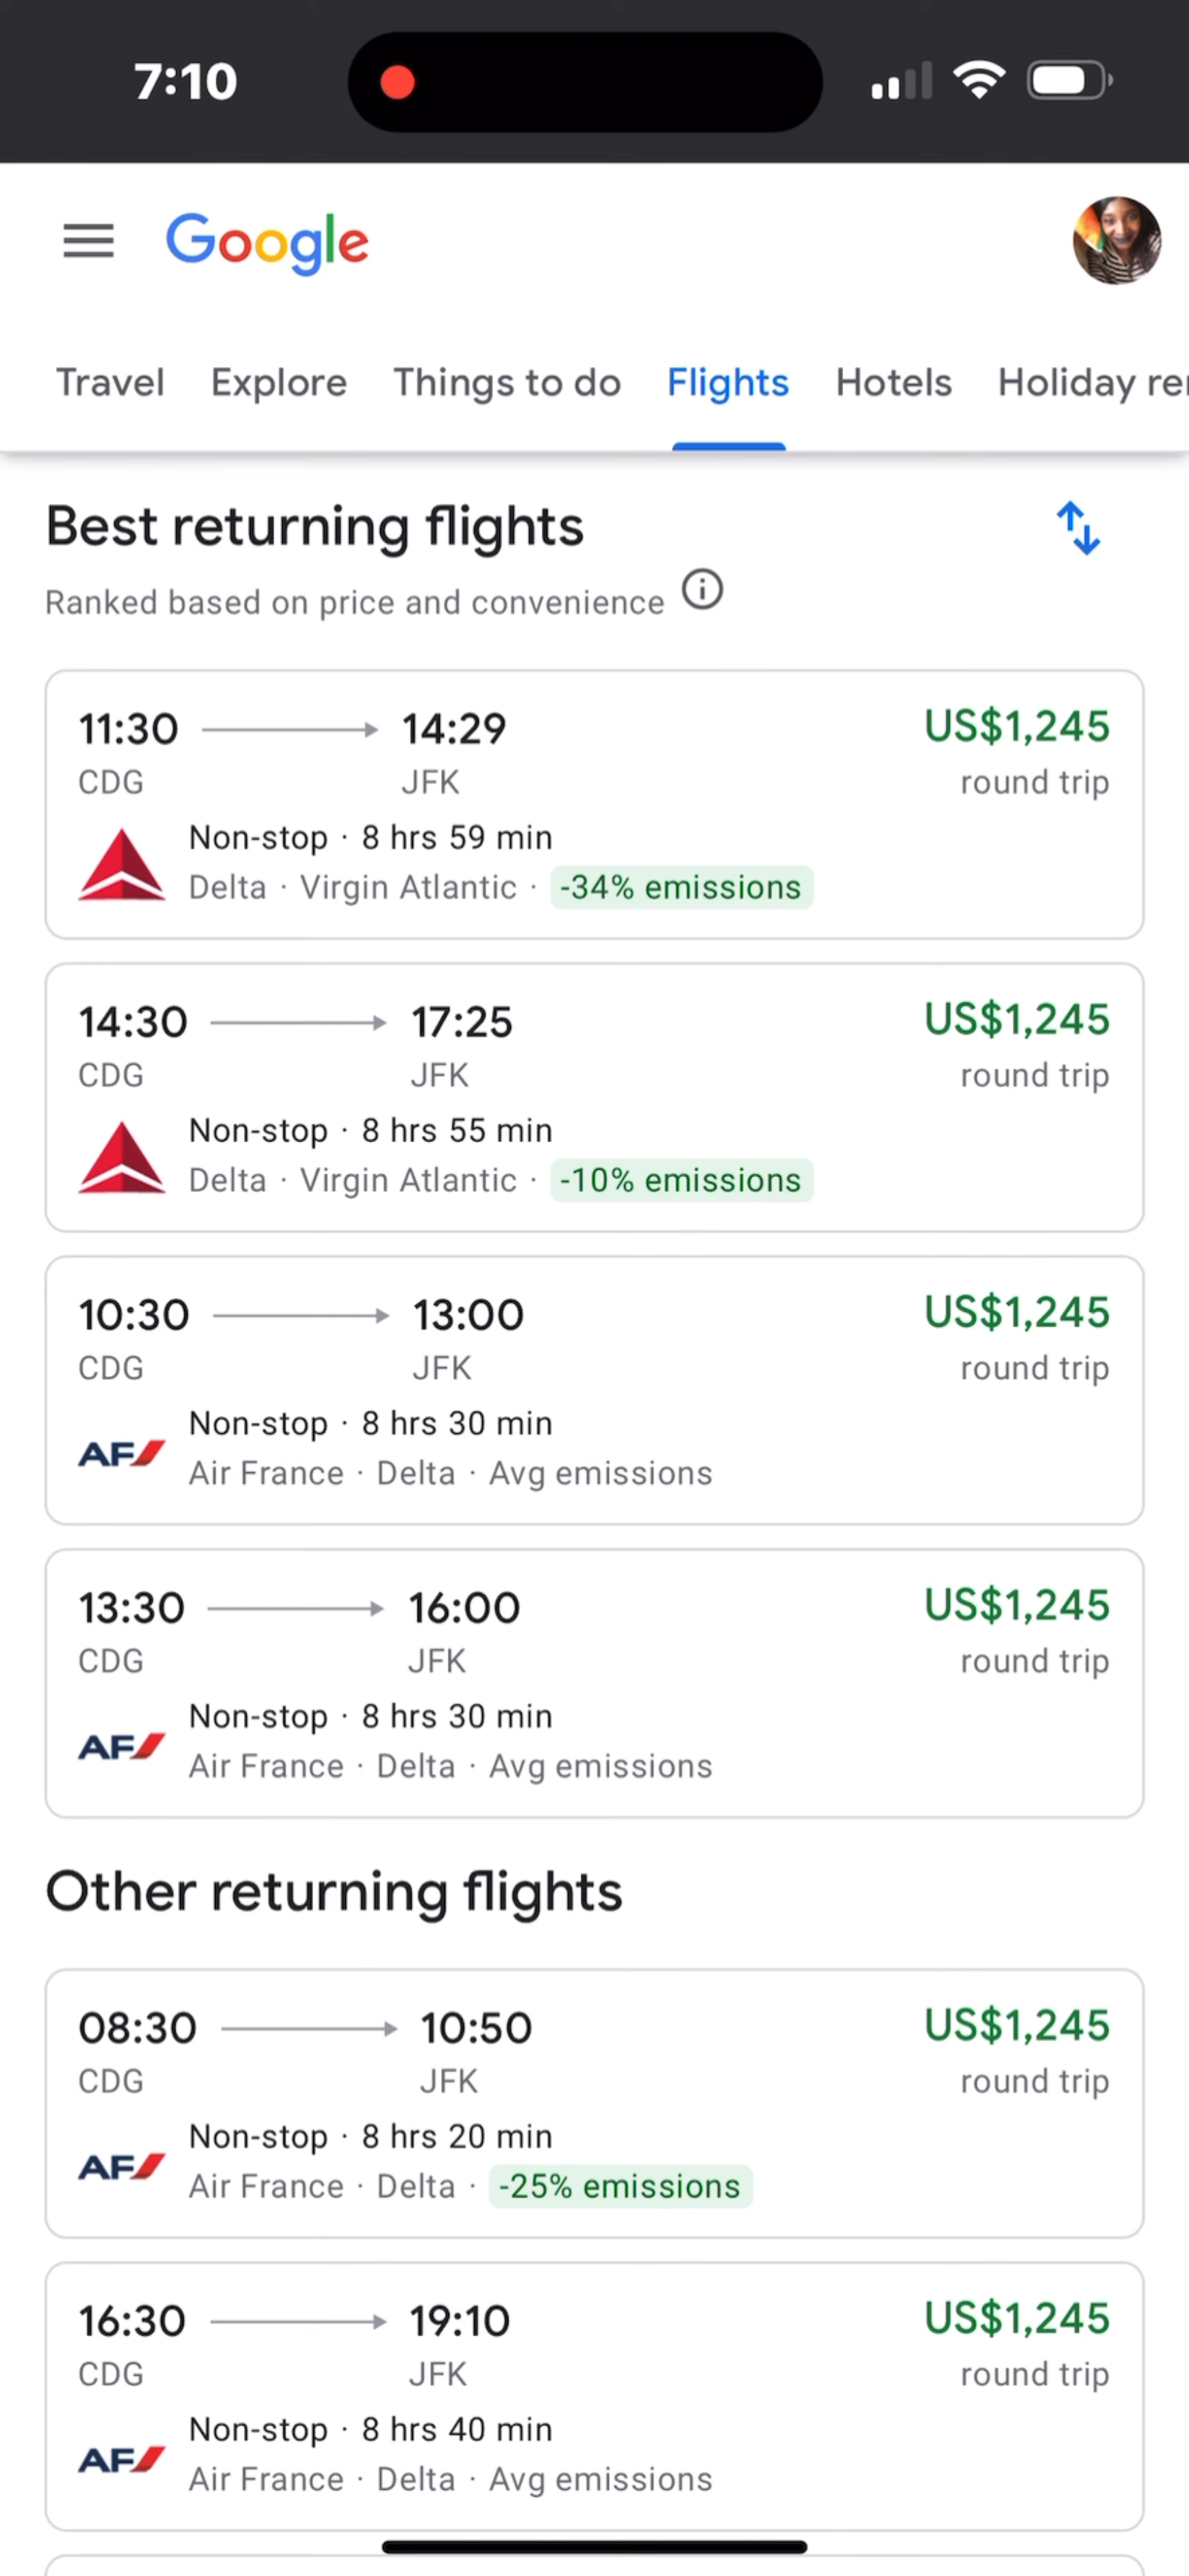 7:10
Google
Travel Explore Things to do Flights Hotels Holiday re
Best returning flights
Ranked based on price and convenience
11:30 14:29 US$1,245
CDG JFK round trip
Non-stop · 8 hrs 59 min
Delta · Virgin Atlantic · -34% emissions
14:30 17:25 US$1,245
CDG JFK round trip
Non-stop · 8 hrs 55 min
Delta · Virgin Atlantic · -10% emissions
10:30 13:00 US$1,245
CDG JFK round trip
Non-stop · 8 hrs 30 min
AF Air France · Delta · Avg emissions
13:30 16:00 US$1,245
CDG JFK round trip
Non-stop · 8 hrs 30 min
AF Air France · Delta · Avg emissions
Other returning flights
08:30 10:50 US$1,245
CDG JFK round trip
Non-stop · 8 hrs 20 min
AF Air France · Delta · -25% emissions
16:30 19:10 US$1,245
CDG JFK round trip
Non-stop · 8 hrs 40 min
AF Air France · Delta · Avg emissions